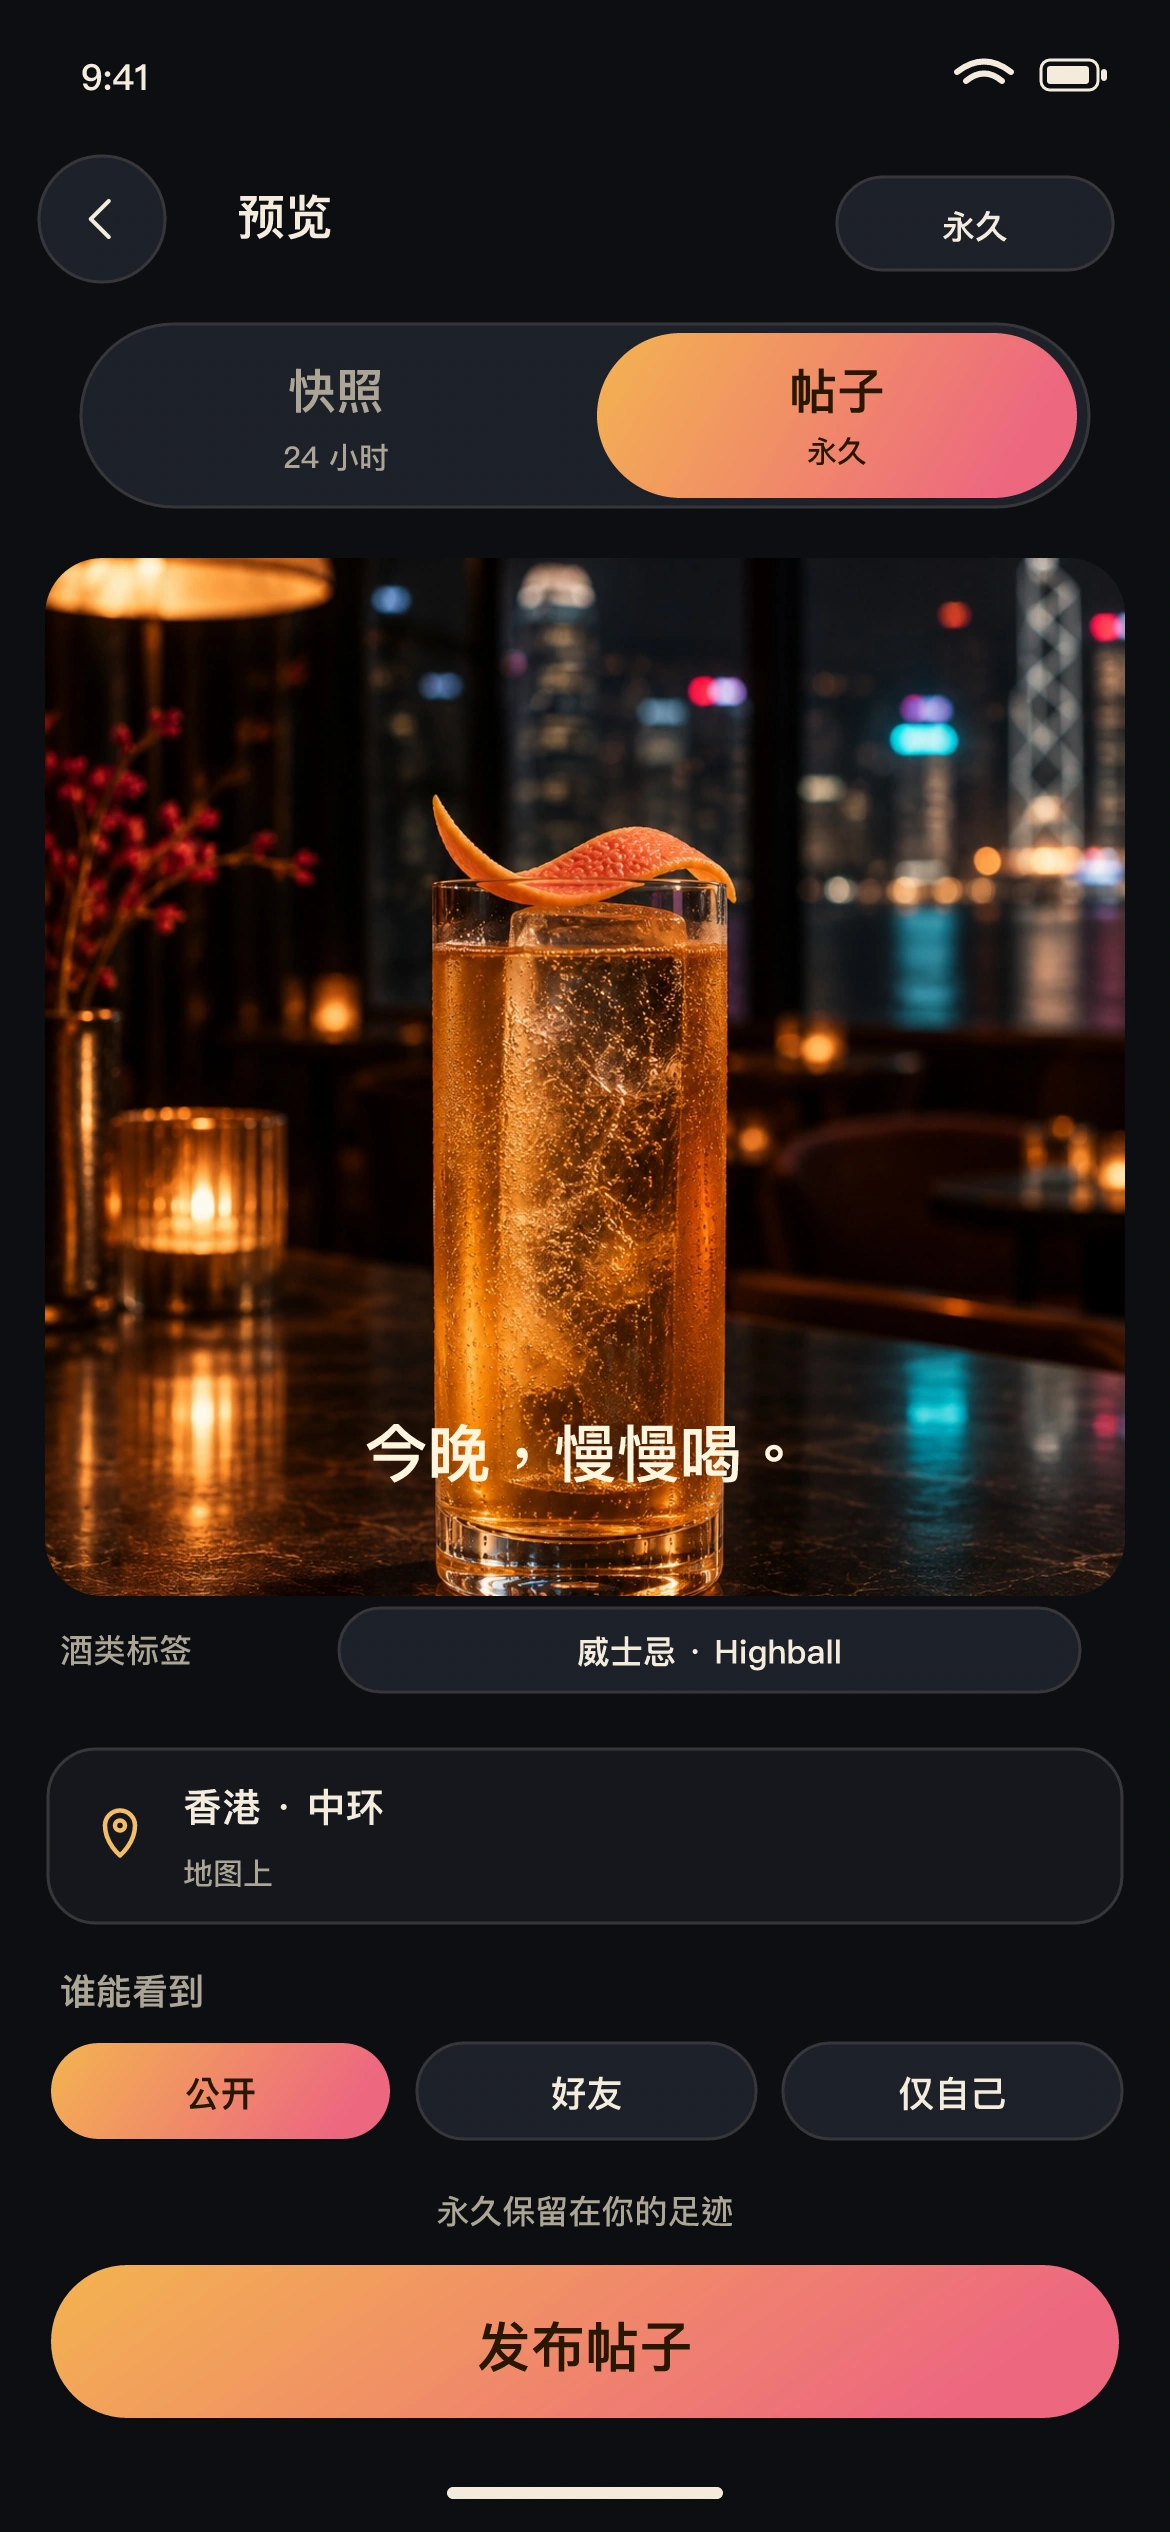 9:41
预览
永久
快照
24 小时
帖子
永久
今晚，慢慢喝。
酒类标签
威士忌 · Highball
香港 · 中环
地图上
谁能看到
公开
好友
仅自己
永久保留在你的足迹
发布帖子